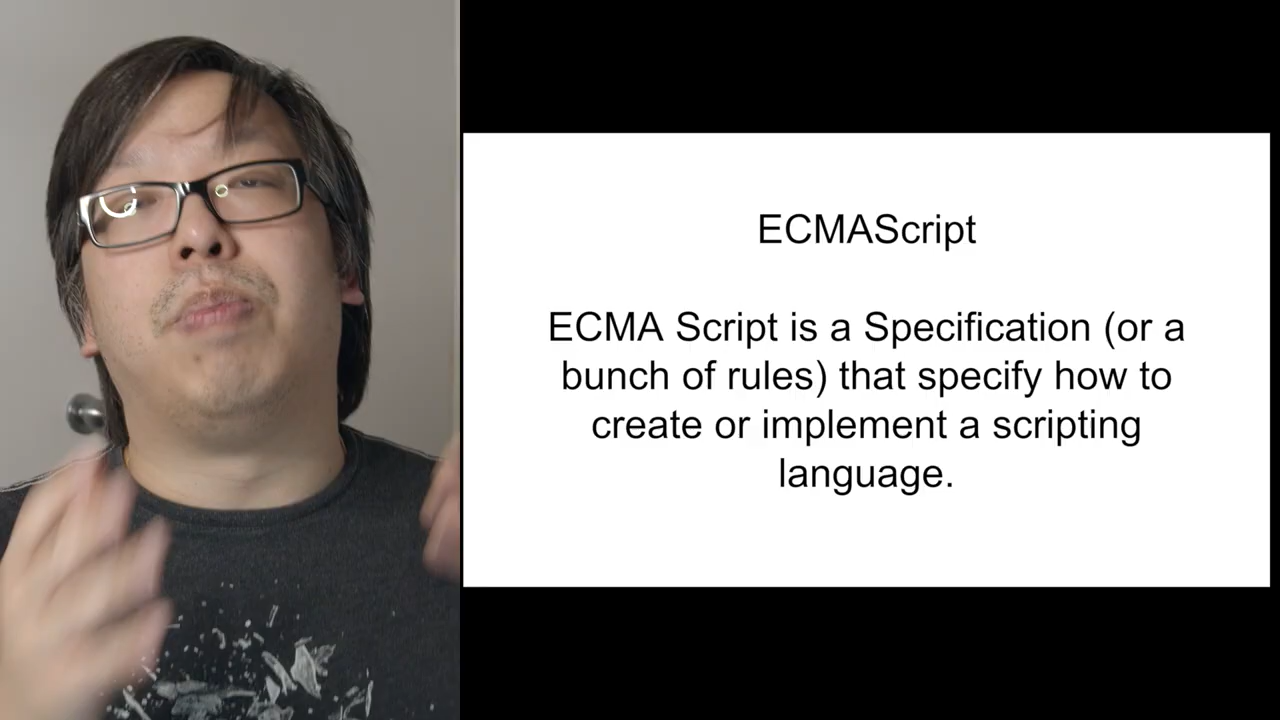 ECMAScript
ECMA Script is a Specification (or a
bunch of rules) that specify how to
create or implement a scripting
language.